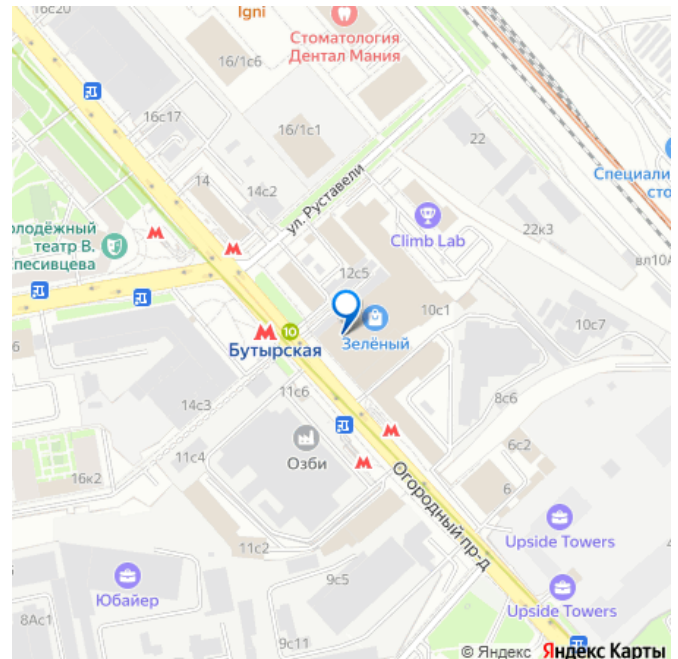 16с20
Igni
Стоматология
Дентал Мания
16/1с6
16с17
16/1с1
22
14
14с2
ул. Руставели
Специали
сто
олодёжный
театр В.
песивцева
Climb Lab
22к3
вл10А
12с5
10с1
10
Бутырская
Зелёный
10с7
11с6
14с3
8с6
11с4
Озби
6с2
16к2
6
Огородный пр-д
Upside Towers
11с2
9с5
Юбайер
Upside Towers
8Ас1
9с11
4
© Яндекс Яндекс Карты